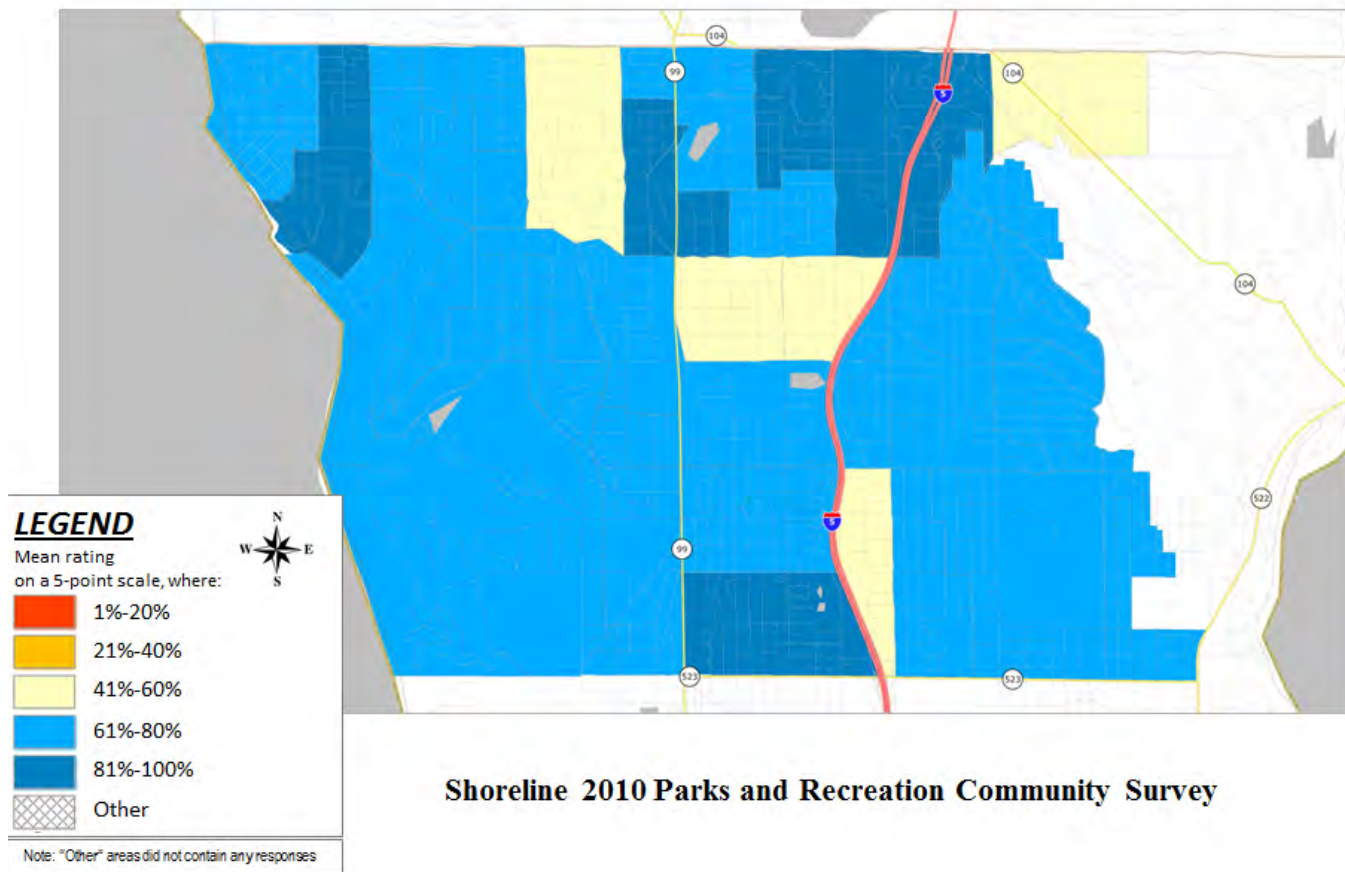 104
99
5
104
104
LEGEND
Mean rating
on a 5-point scale, where:
1%-20%
21%-40%
41%-60%
61%-80%
81%-100%
Other
N
W E
S
5
522
99
523
523
Shoreline 2010 Parks and Recreation Community Survey
Note: "Other" areas did not contain any responses